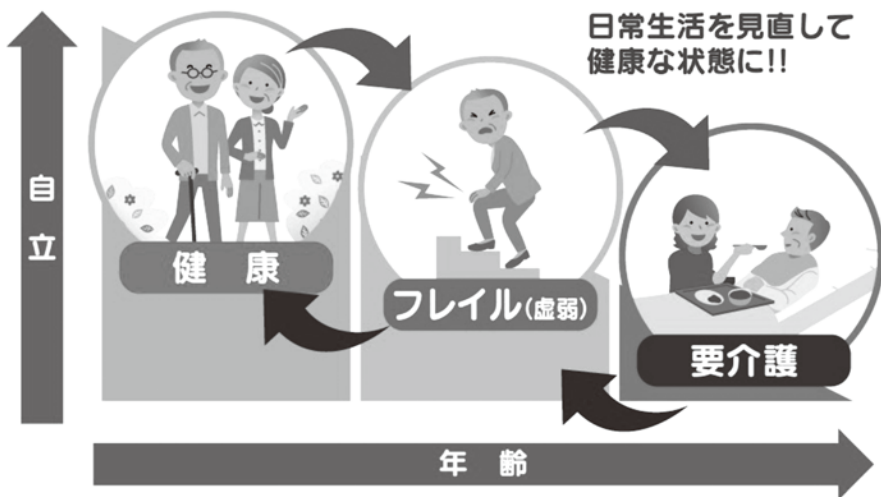 日常生活を見直して
健康な状態に!!
自立
健康
フレイル(虚弱)
要介護
年齢